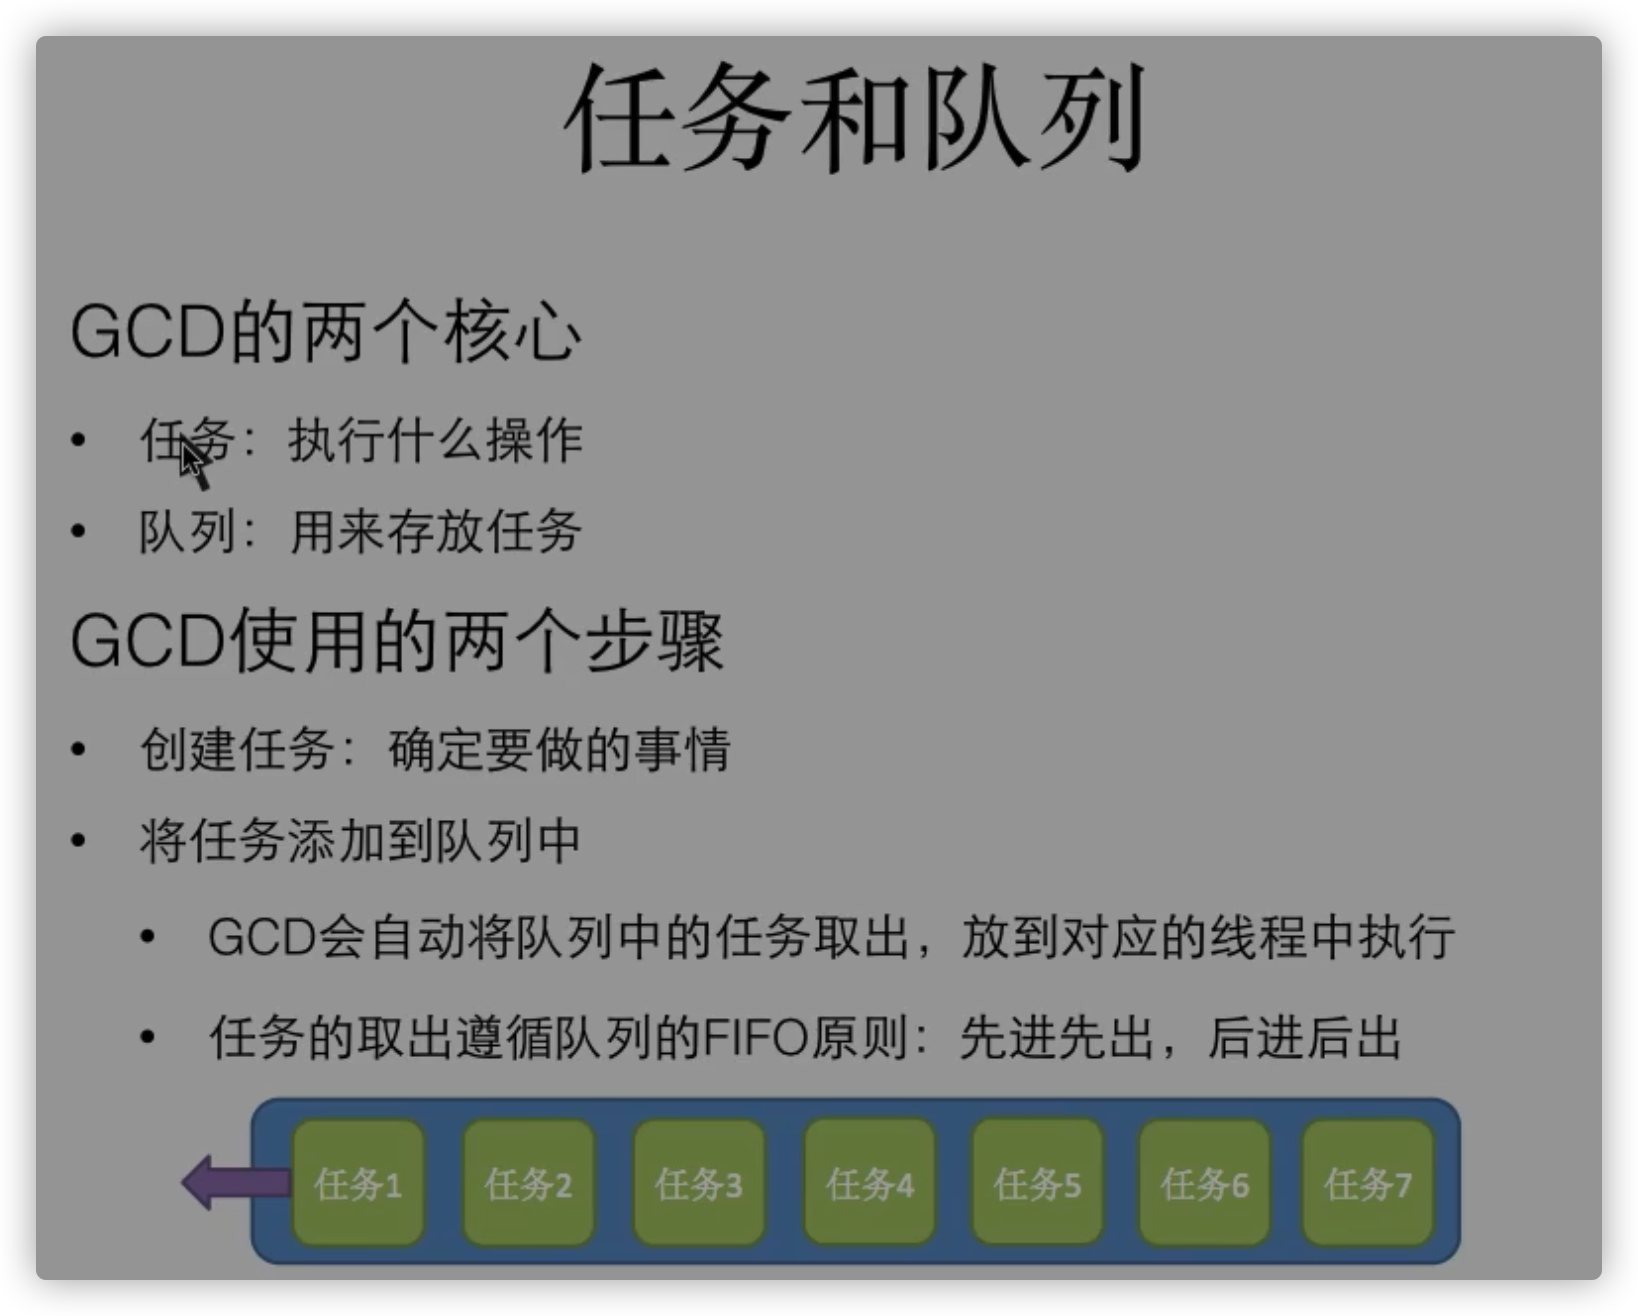 任务和队列
GCD的两个核心
• 任务：执行什么操作
• 队列：用来存放任务
GCD使用的两个步骤
• 创建任务：确定要做的事情
• 将任务添加到队列中
• GCD会自动将队列中的任务取出，放到对应的线程中执行
• 任务的取出遵循队列的FIFO原则：先进先出，后进后出
任务1 任务2 任务3 任务4 任务5 任务6 任务7